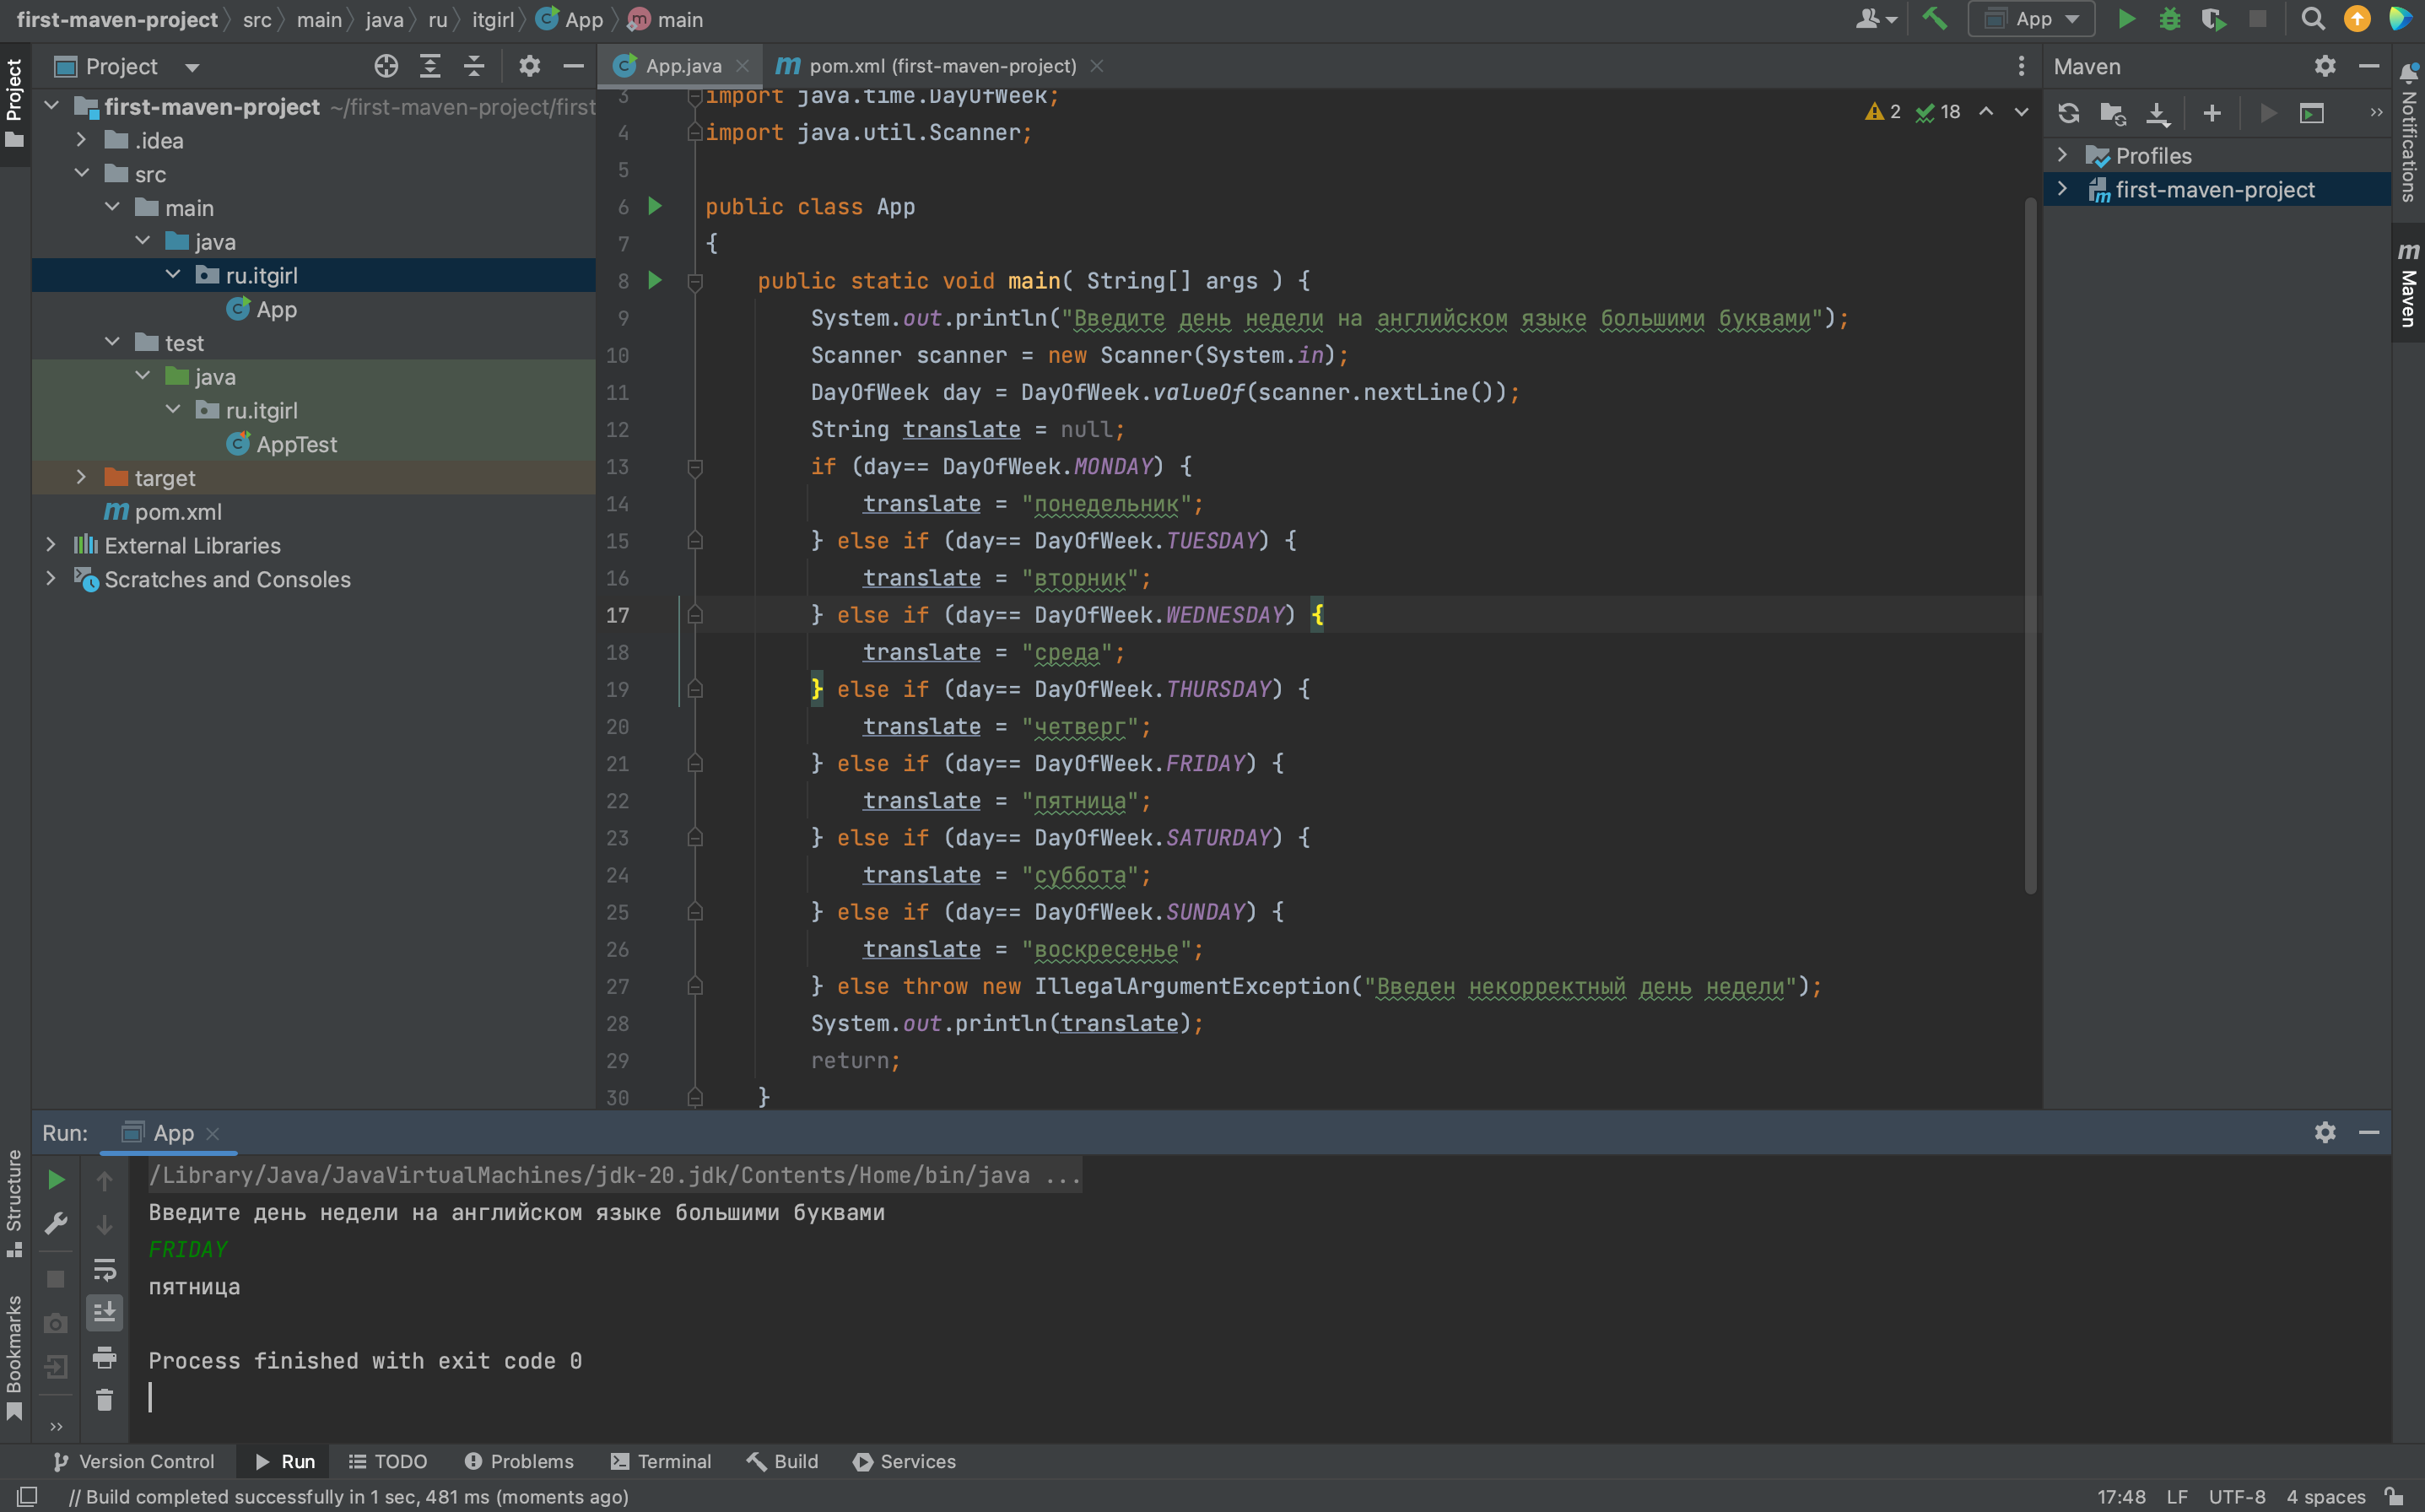 first-maven-project src main java ru itgirl App main
App
Project
App.java
pom.xml (first-maven-project)
Maven
Project
first-maven-project ~/first-maven-project/first
.idea
src
main
java
ru.itgirl
App
test
java
ru.itgirl
AppTest
target
pom.xml
External Libraries
Scratches and Consoles
2 18
3 import java.time.DayOfWeek;
4 import java.util.Scanner;
5
6 public class App
7 {
8 public static void main( String[] args ) {
9 System.out.println("Введите день недели на английском языке большими буквами");
10 Scanner scanner = new Scanner(System.in);
11 DayOfWeek day = DayOfWeek.valueOf(scanner.nextLine());
12 String translate = null;
13 if (day== DayOfWeek.MONDAY) {
14 translate = "понедельник";
15 } else if (day== DayOfWeek.TUESDAY) {
16 translate = "вторник";
17 } else if (day== DayOfWeek.WEDNESDAY) {
18 translate = "среда";
19 } else if (day== DayOfWeek.THURSDAY) {
20 translate = "четверг";
21 } else if (day== DayOfWeek.FRIDAY) {
22 translate = "пятница";
23 } else if (day== DayOfWeek.SATURDAY) {
24 translate = "суббота";
25 } else if (day== DayOfWeek.SUNDAY) {
26 translate = "воскресенье";
27 } else throw new IllegalArgumentException("Введен некорректный день недели");
28 System.out.println(translate);
29 return;
30 }
Profiles
first-maven-project
Notifications
Maven
Run: App
/Library/Java/JavaVirtualMachines/jdk-20.jdk/Contents/Home/bin/java ...
Введите день недели на английском языке большими буквами
FRIDAY
пятница
Process finished with exit code 0
Structure
Bookmarks
Version Control Run TODO Problems Terminal Build Services
// Build completed successfully in 1 sec, 481 ms (moments ago)
17:48 LF UTF-8 4 spaces